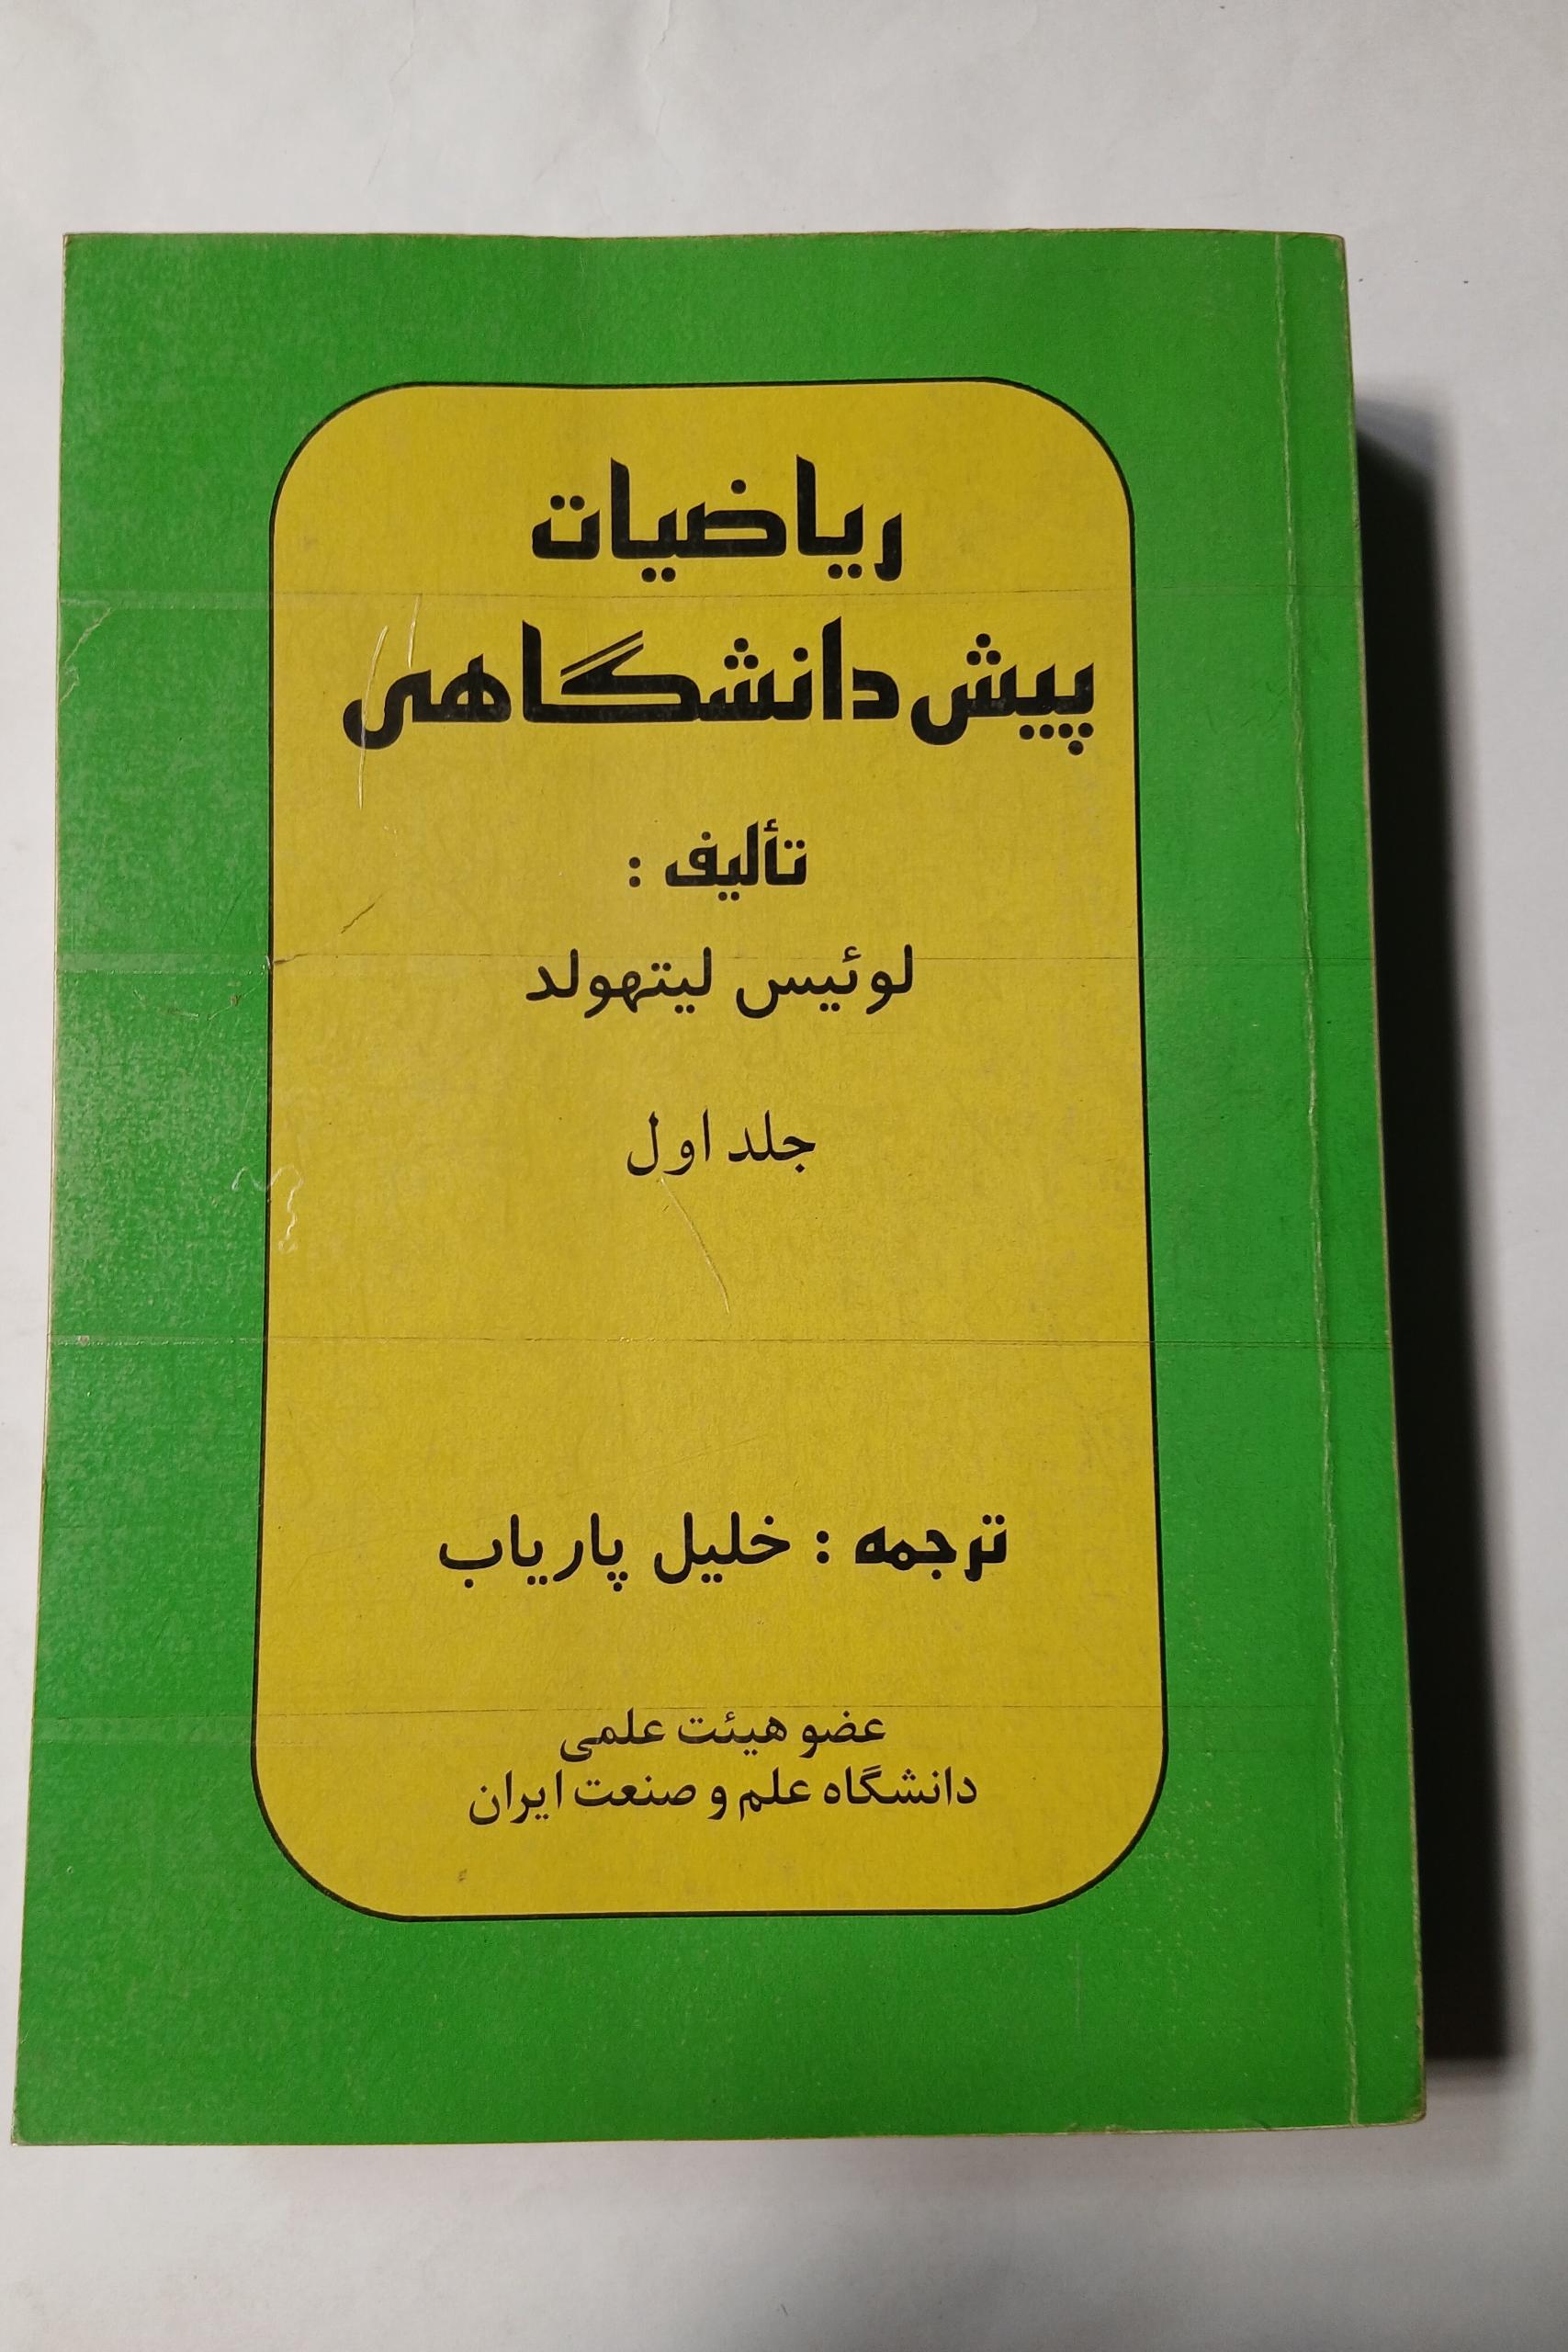 ریاضیات
پیش‌دانشگاهی
تألیف :
لوئیس لیتهولد
جلد اول
ترجمه : خلیل پاریاب
عضو هیئت علمی
دانشگاه علم و صنعت ایران